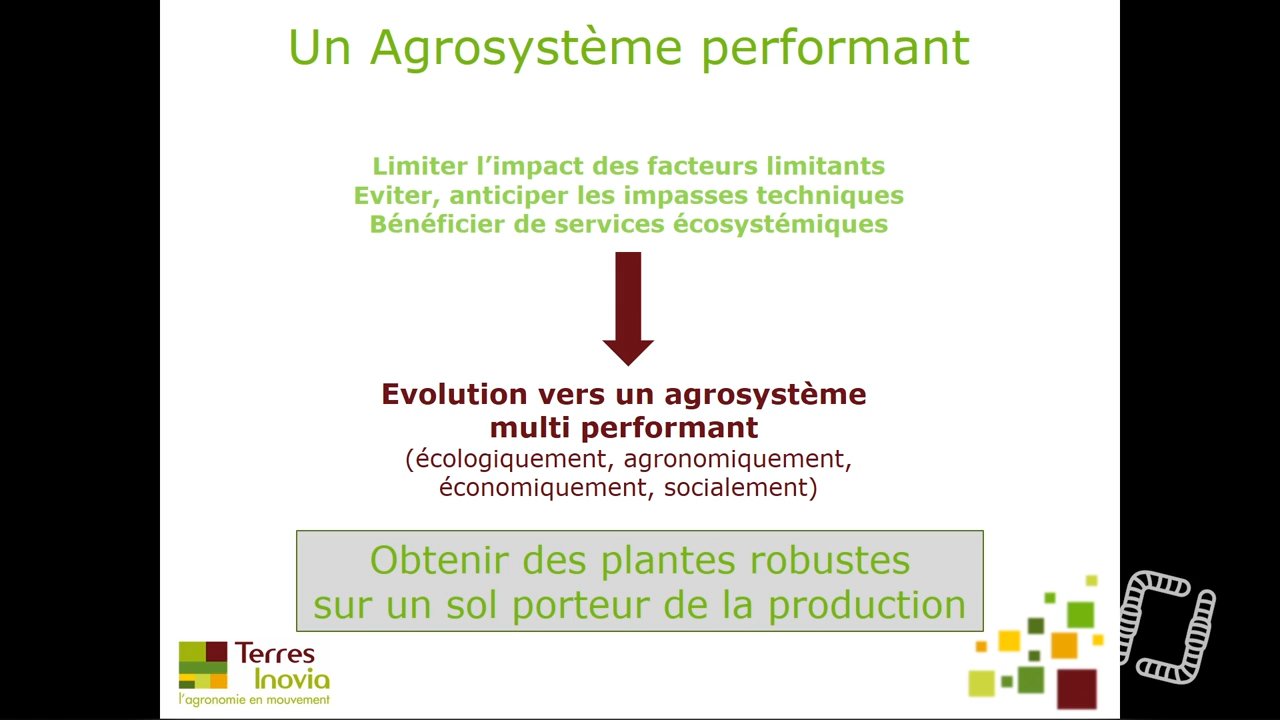 Un Agrosystème performant
Limiter l’impact des facteurs limitants
Eviter, anticiper les impasses techniques
Bénéficier de services écosystémiques
Evolution vers un agrosystème
multi performant
(écologiquement, agronomiquement,
économiquement, socialement)
Obtenir des plantes robustes
sur un sol porteur de la production
Terres
Inovia
l’agronomie en mouvement